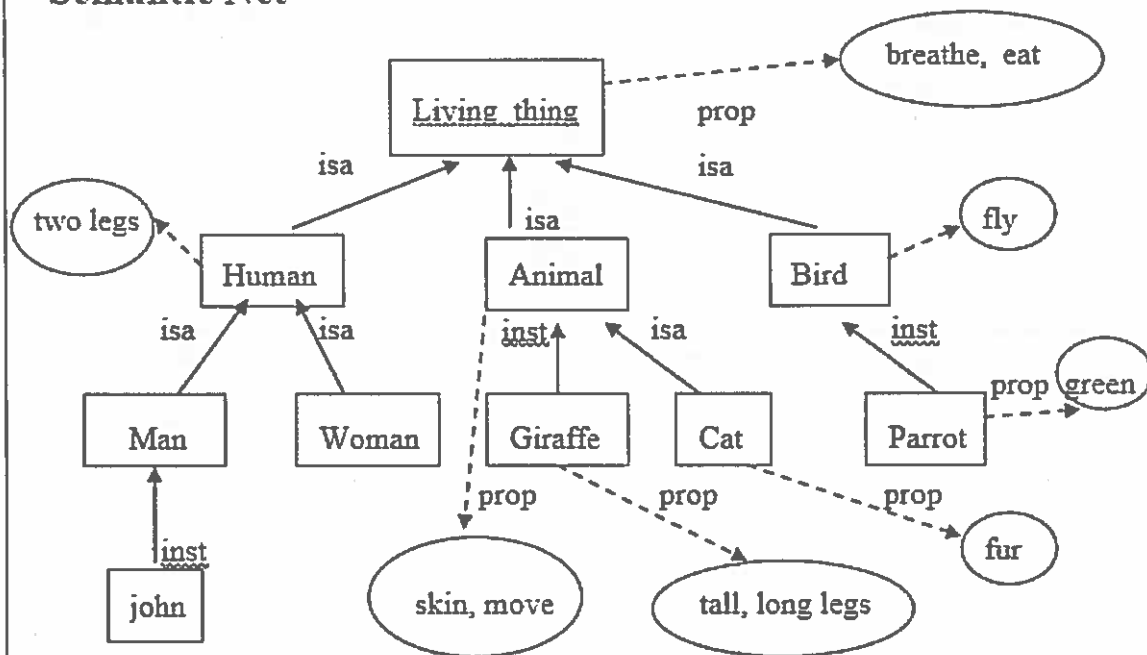 Semantic Net
breathe, eat
Living thing
prop
isa
isa
two legs
isa
fly
Human
Animal
Bird
isa
isa
inst
isa
inst
prop green
Man
Woman
Giraffe
Cat
Parrot
prop
prop
prop
inst
fur
john
skin, move
tall, long legs